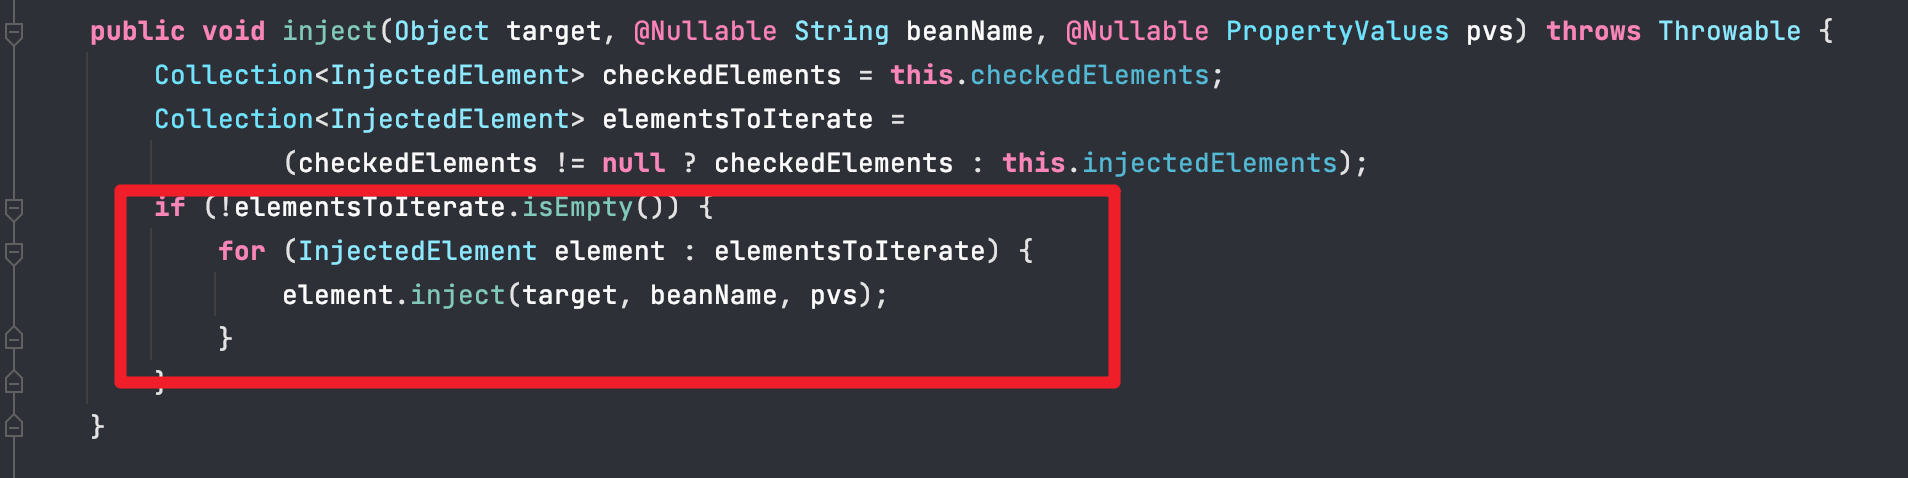 public void inject(Object target, @Nullable String beanName, @Nullable PropertyValues pvs) throws Throwable {
Collection<InjectedElement> checkedElements = this.checkedElements;
Collection<InjectedElement> elementsToIterate =
(checkedElements != null ? checkedElements : this.injectedElements);
if (!elementsToIterate.isEmpty()) {
for (InjectedElement element : elementsToIterate) {
element.inject(target, beanName, pvs);
}
}
}